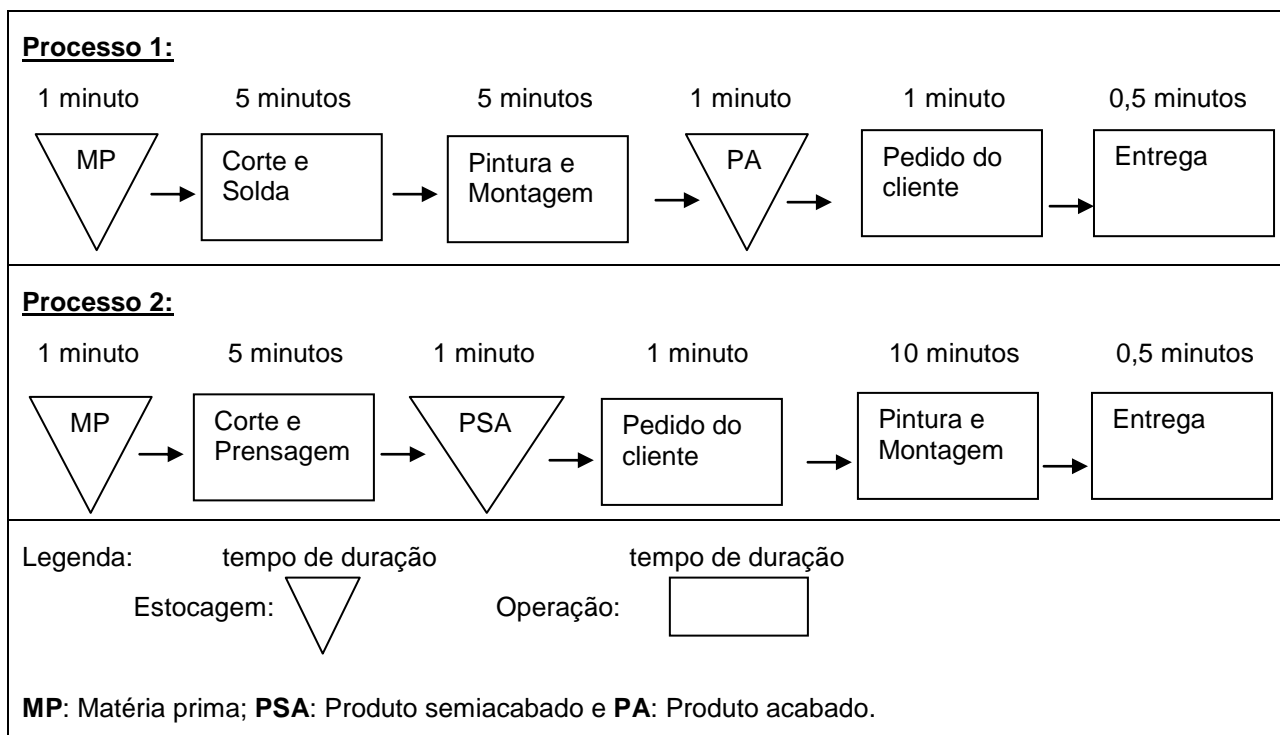 Processo 1:
1 minuto 5 minutos 5 minutos 1 minuto 1 minuto 0,5 minutos
MP
Corte e
Solda
Pintura e
Montagem
PA
Pedido do
cliente
Entrega
Processo 2:
1 minuto 5 minutos 1 minuto 1 minuto 10 minutos 0,5 minutos
MP
Corte e
Prensagem
PSA
Pedido do
cliente
Pintura e
Montagem
Entrega
Legenda: tempo de duração tempo de duração
Estocagem: Operação:
MP: Matéria prima; PSA: Produto semiacabado e PA: Produto acabado.